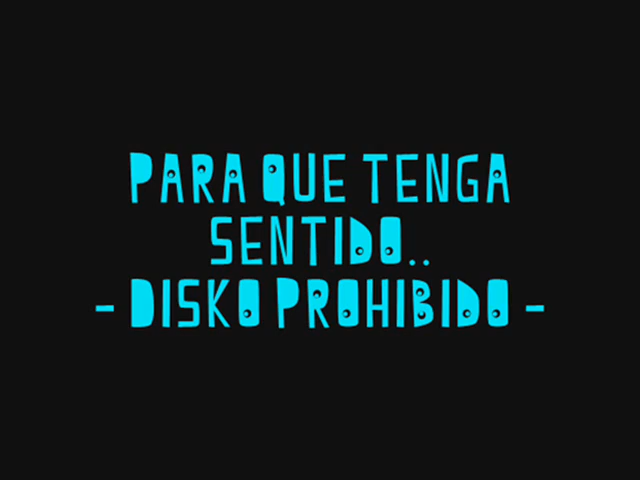 PARA QUE TENGA
SENTIDO..
- DISKO PROHIBIDO -